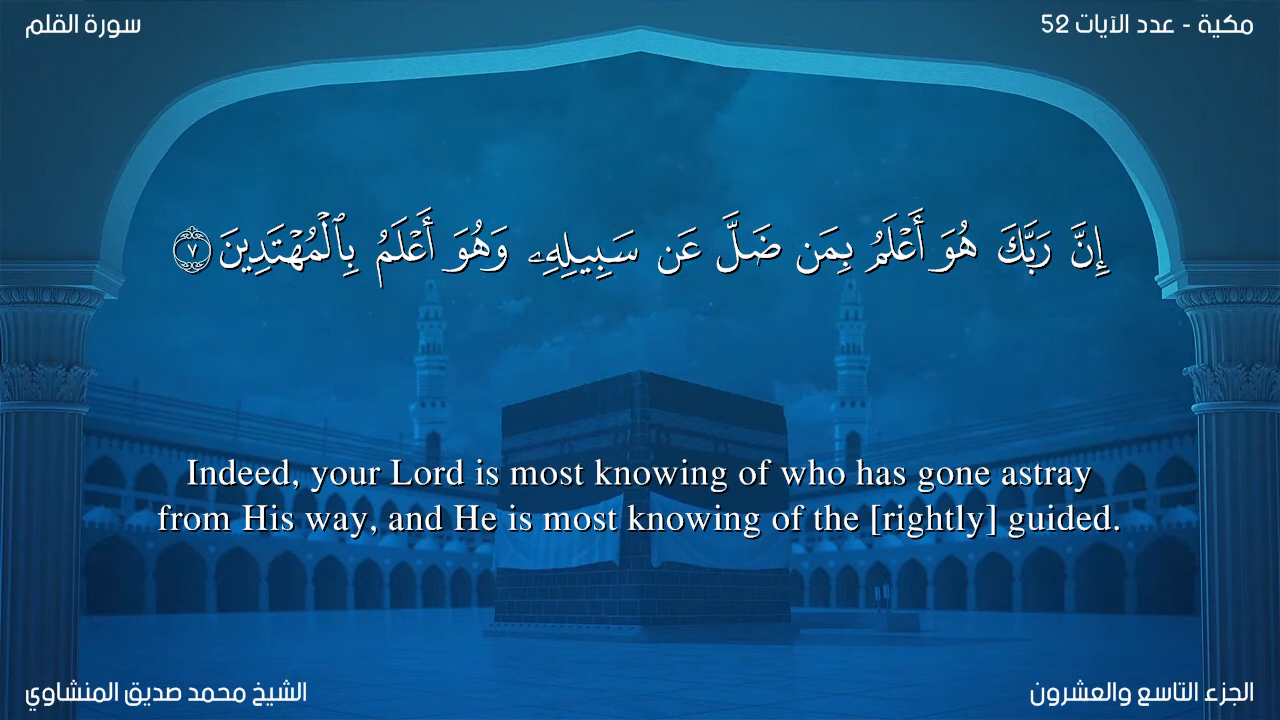 سورة القلم
مكية - عدد الآيات 52
إِنَّ رَبَّكَ هُوَ أَعْلَمُ بِمَن ضَلَّ عَن سَبِيلِهِۦ وَهُوَ أَعْلَمُ بِٱلْمُهْتَدِينَ ٧
Indeed, your Lord is most knowing of who has gone astray
from His way, and He is most knowing of the [rightly] guided.
الشيخ محمد صديق المنشاوي
الجزء التاسع والعشرون